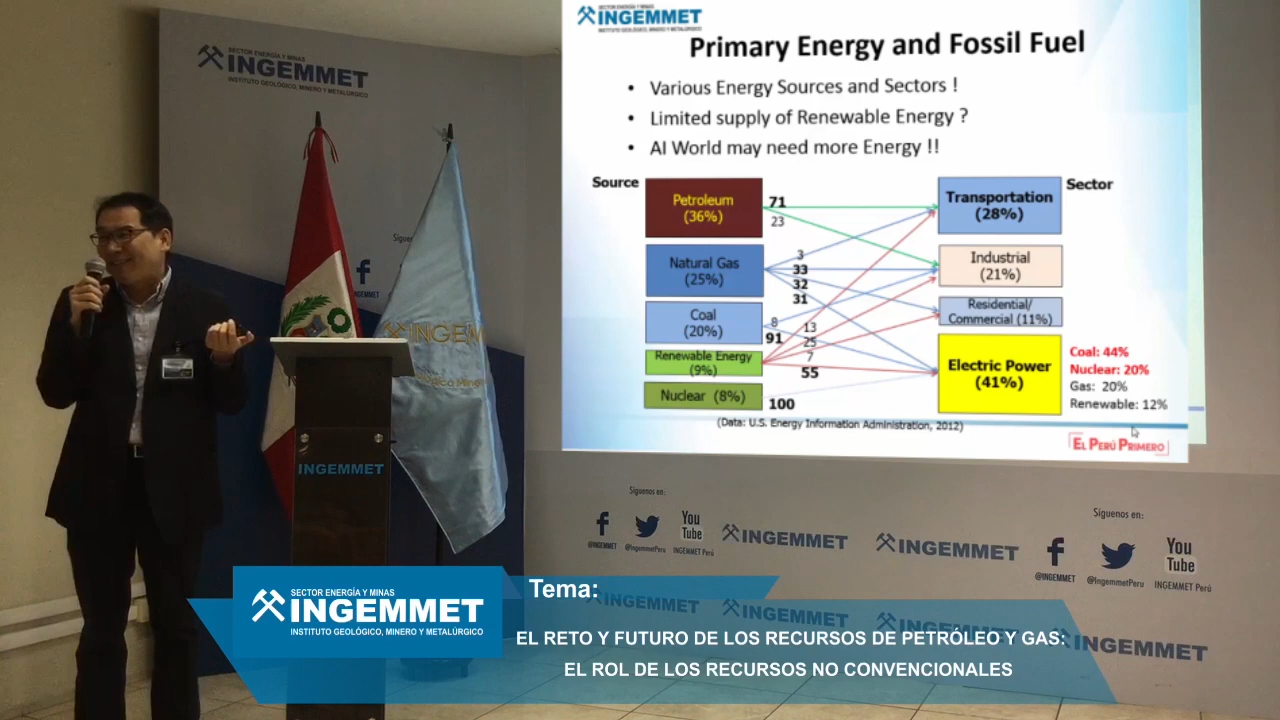 SECTOR ENERGÍA Y MINAS
INGEMMET
INSTITUTO GEOLÓGICO, MINERO Y METALÚRGICO
INGEMMET
INSTITUTO GEOLÓGICO, MINERO Y METALÚRGICO
Primary Energy and Fossil Fuel
• Various Energy Sources and Sectors !
• Limited supply of Renewable Energy ?
• AI World may need more Energy !!
Source
Petroleum
(36%)
Natural Gas
(25%)
Coal
(20%)
Renewable Energy
(9%)
Nuclear (8%)
71
23
3
33
32
31
8
91
13
25
7
55
100
Transportation
(28%)
Sector
Industrial
(21%)
Residential/
Commercial (11%)
Electric Power
(41%)
Coal: 44%
Nuclear: 20%
Gas: 20%
Renewable: 12%
(Data: U.S. Energy Information Administration, 2012)
EL PERÚ PRIMERO
INGEMMET
Síguenos en:
@INGEMMET
@IngemmetPeru
You
Tube
INGEMMET Perú
INGEMMET
INGEMMET
Síguenos en:
@INGEMMET
@IngemmetPeru
You
Tube
INGEMMET Perú
SECTOR ENERGÍA Y MINAS
INGEMMET
INSTITUTO GEOLÓGICO, MINERO Y METALÚRGICO
Tema:
EL RETO Y FUTURO DE LOS RECURSOS DE PETRÓLEO Y GAS:
EL ROL DE LOS RECURSOS NO CONVENCIONALES
INGEMMET
INGEMMET